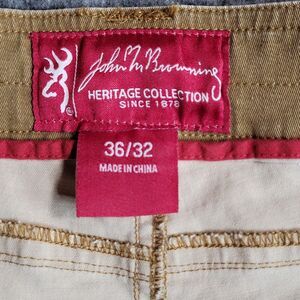 John M Browning
HERITAGE COLLECTION
SINCE 1878
®
36/32
MADE IN CHINA